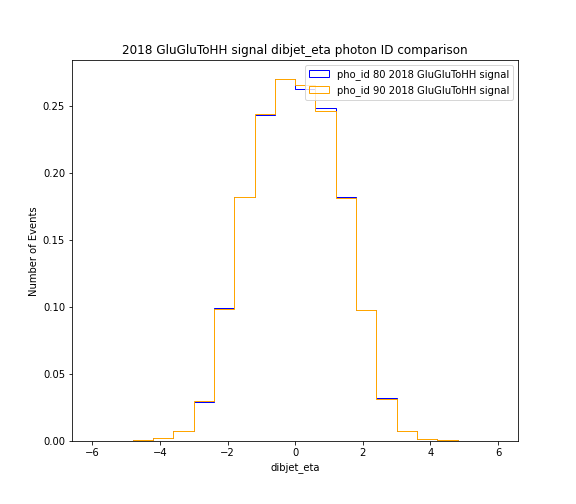 2018 GluGluToHH signal dibjet_eta photon ID comparison
pho_id 80 2018 GluGluToHH signal
pho_id 90 2018 GluGluToHH signal
Number of Events
0.25
0.20
0.15
0.10
0.05
0.00
−6
−4
−2
0
2
4
6
dibjet_eta